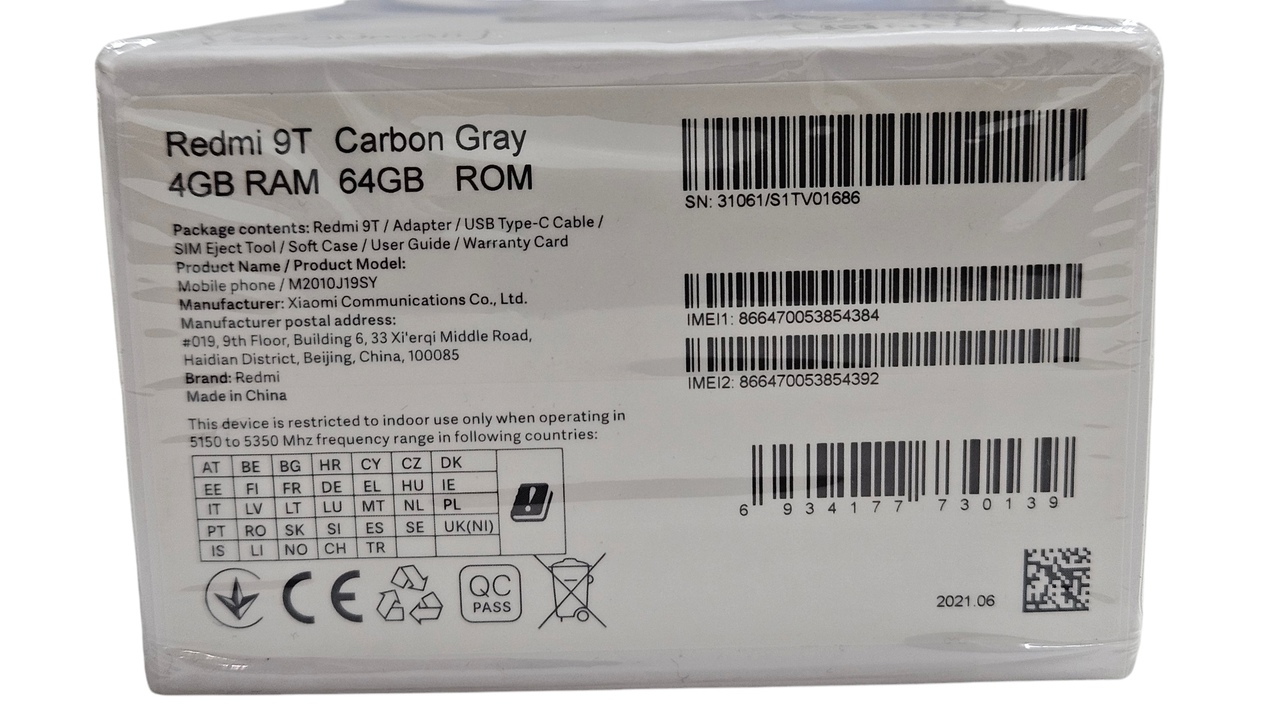 Redmi 9T Carbon Gray
4GB RAM 64GB ROM
Package contents: Redmi 9T / Adapter / USB Type-C Cable /
SIM Eject Tool / Soft Case / User Guide / Warranty Card
Product Name / Product Model:
Mobile phone / M2010J19SY
Manufacturer: Xiaomi Communications Co., Ltd.
Manufacturer postal address:
#019, 9th Floor, Building 6, 33 Xi'erqi Middle Road,
Haidian District, Beijing, China, 100085
Brand: Redmi
Made in China
This device is restricted to indoor use only when operating in
5150 to 5350 Mhz frequency range in following countries:
AT BE BG HR CY CZ DK
EE FI FR DE EL HU IE
IT LV LT LU MT NL PL
PT RO SK SI ES SE UK(NI)
IS LI NO CH TR
CE
QC
PASS
SN: 31061/S1TV01686
IMEI1: 866470053854384
IMEI2: 866470053854392
6 934177 730139
2021.06